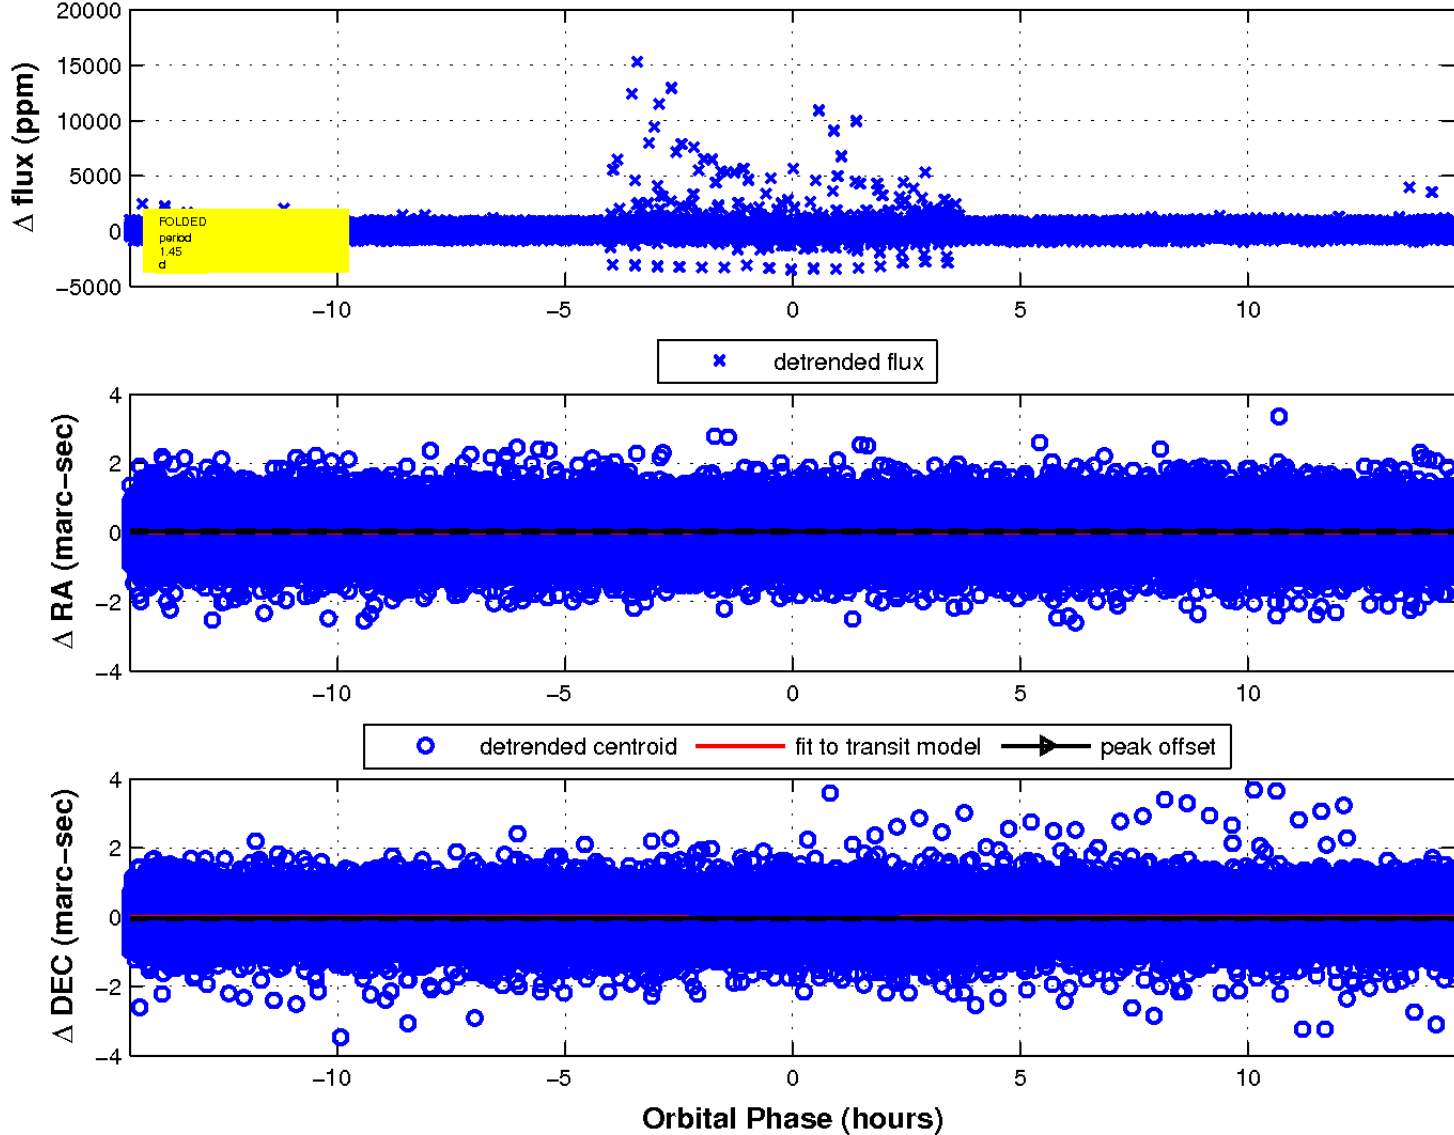 20000
15000
10000
5000
0
−5000
Δ flux (ppm)
FOLDED
period
1.45
d
−10 −5 0 5 10
detrended flux
4
2
0
−2
−4
Δ RA (marc−sec)
−10 −5 0 5 10
detrended centroid fit to transit model peak offset
4
2
0
−2
−4
Δ DEC (marc−sec)
−10 −5 0 5 10
Orbital Phase (hours)